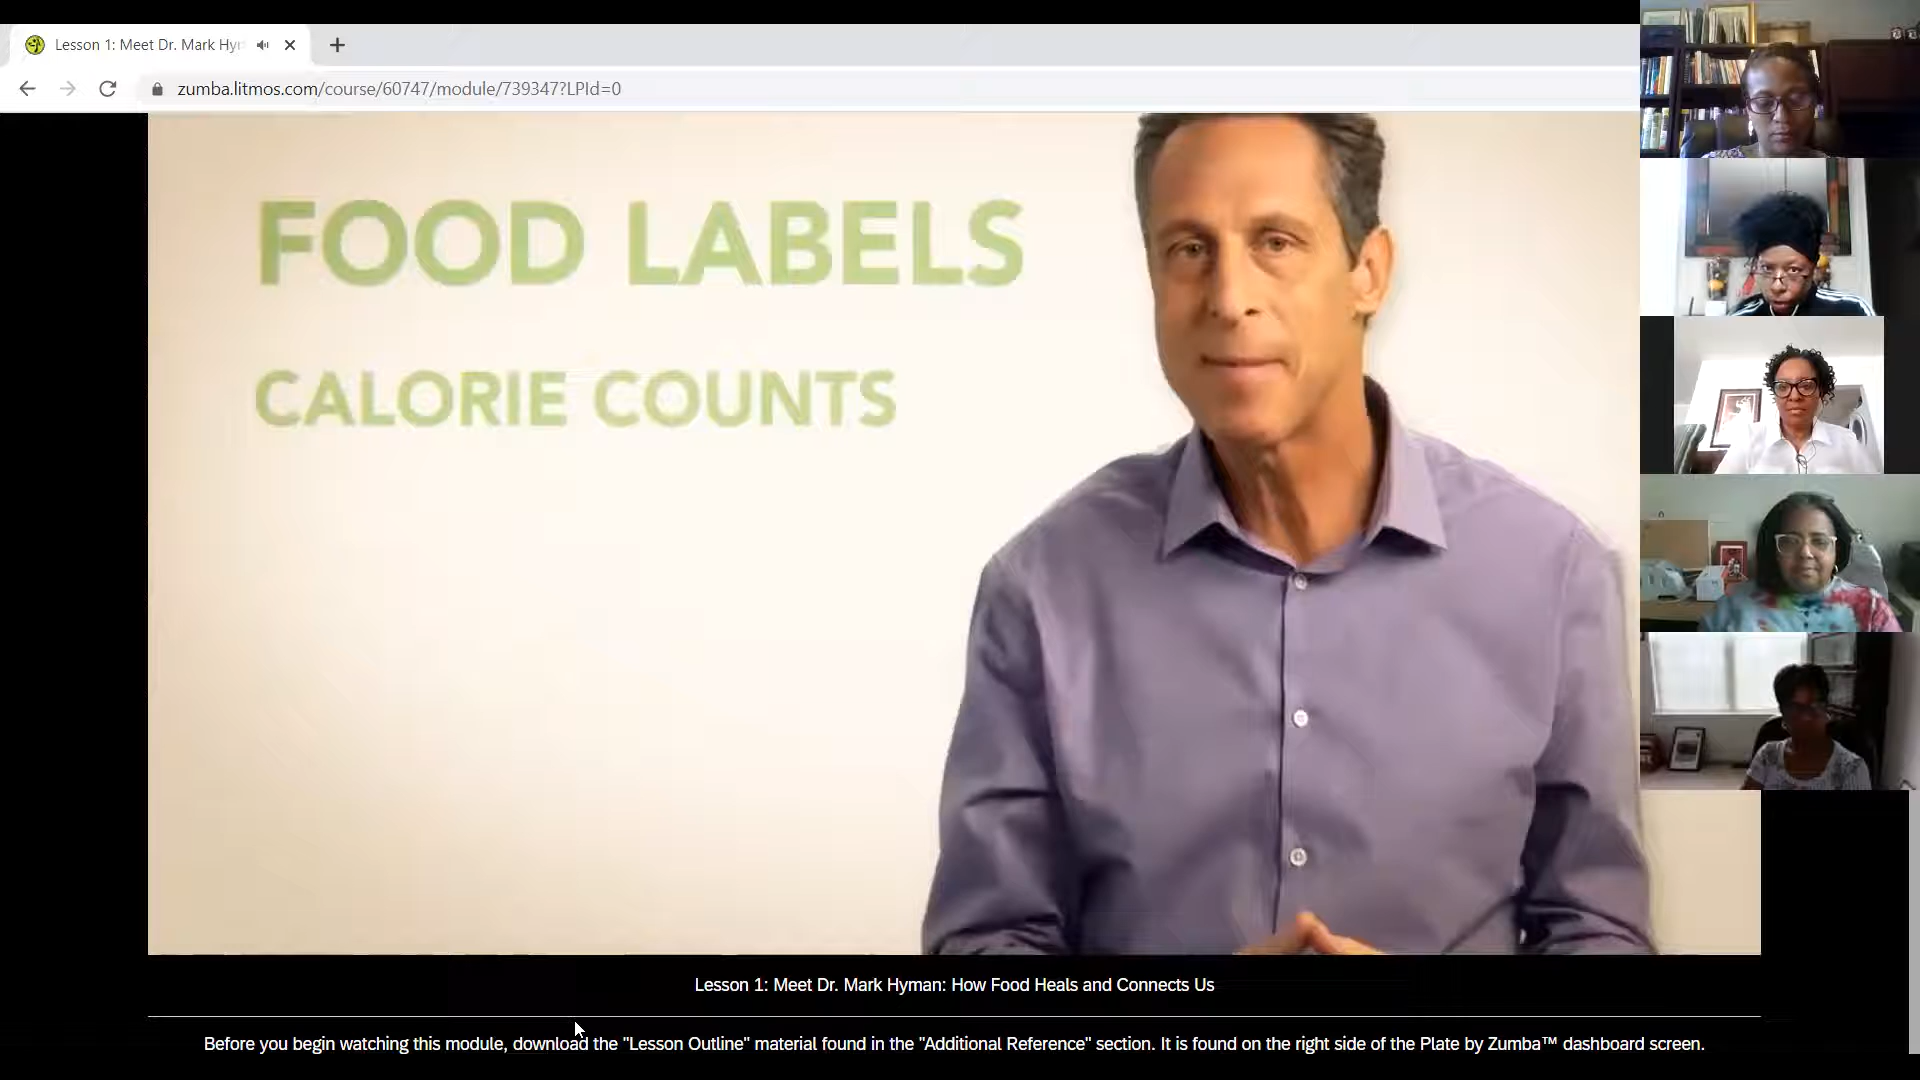 Lesson 1: Meet Dr. Mark Hyr
zumba.litmos.com/course/60747/module/739347?LPId=0
FOOD LABELS
CALORIE COUNTS
Lesson 1: Meet Dr. Mark Hyman: How Food Heals and Connects Us
Before you begin watching this module, download the "Lesson Outline" material found in the "Additional Reference" section. It is found on the right side of the Plate by Zumba™ dashboard screen.